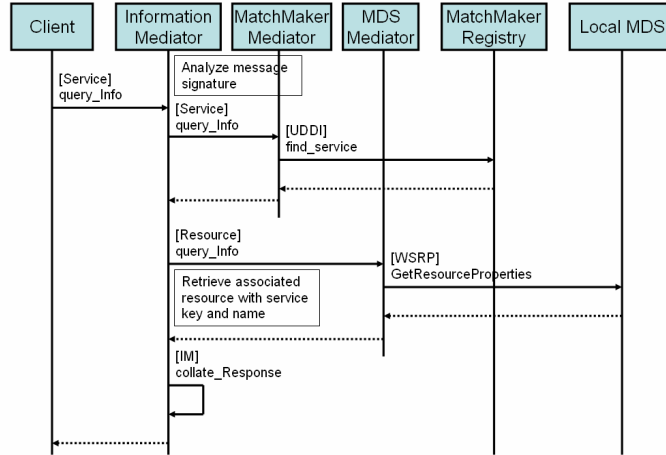 Client
Information
Mediator
MatchMaker
Mediator
MDS
Mediator
MatchMaker
Registry
Local MDS
Analyze message
signature
[Service]
query_Info
[Service]
query_Info
[UDDI]
find_service
[Resource]
query_Info
[WSRP]
GetResourceProperties
Retrieve associated
resource with service
key and name
[IM]
collate_Response